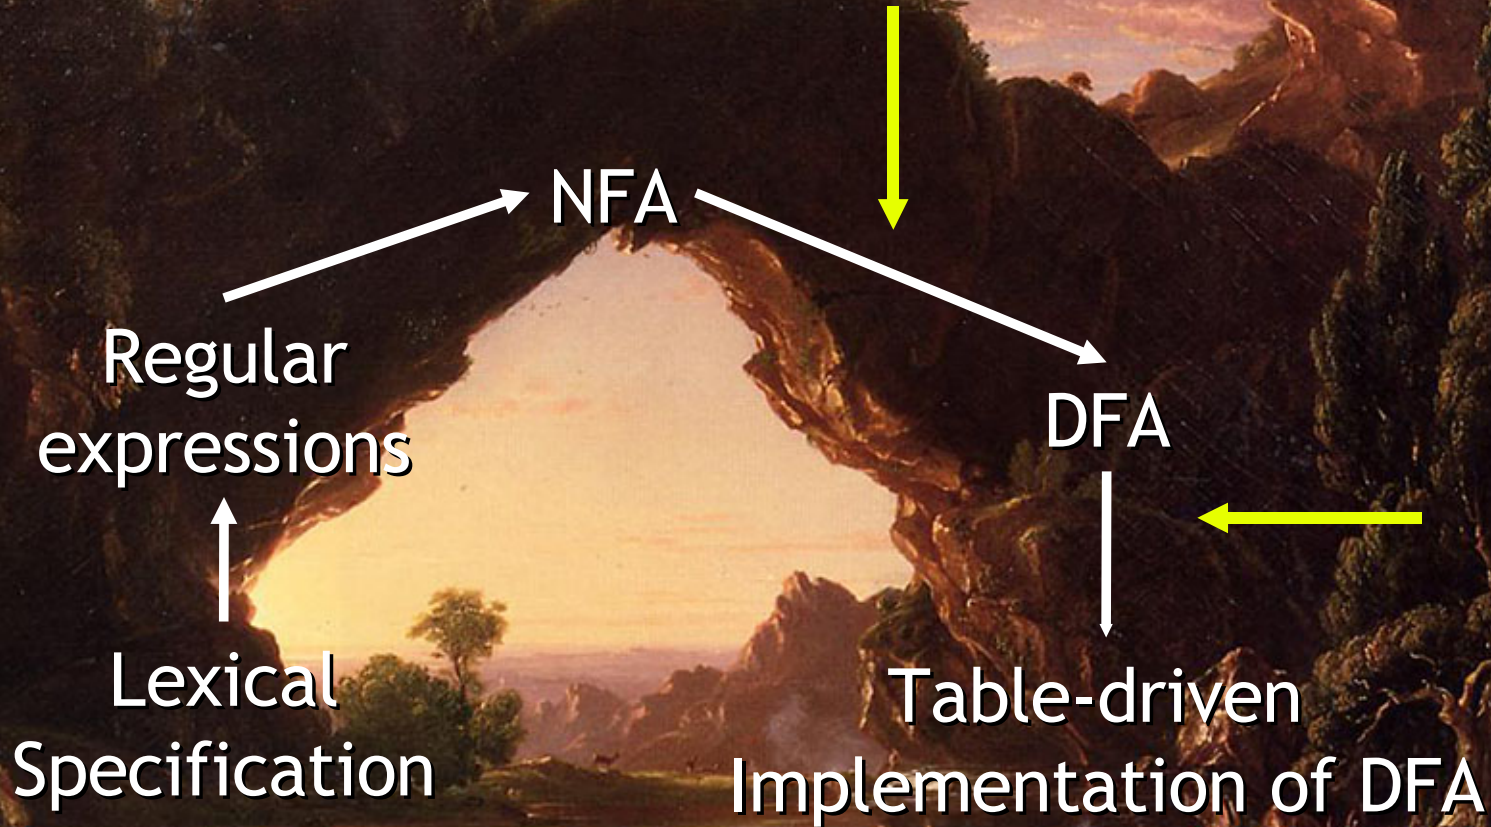 NFA
Regular
expressions
DFA
Lexical
Specification
Table-driven
Implementation of DFA